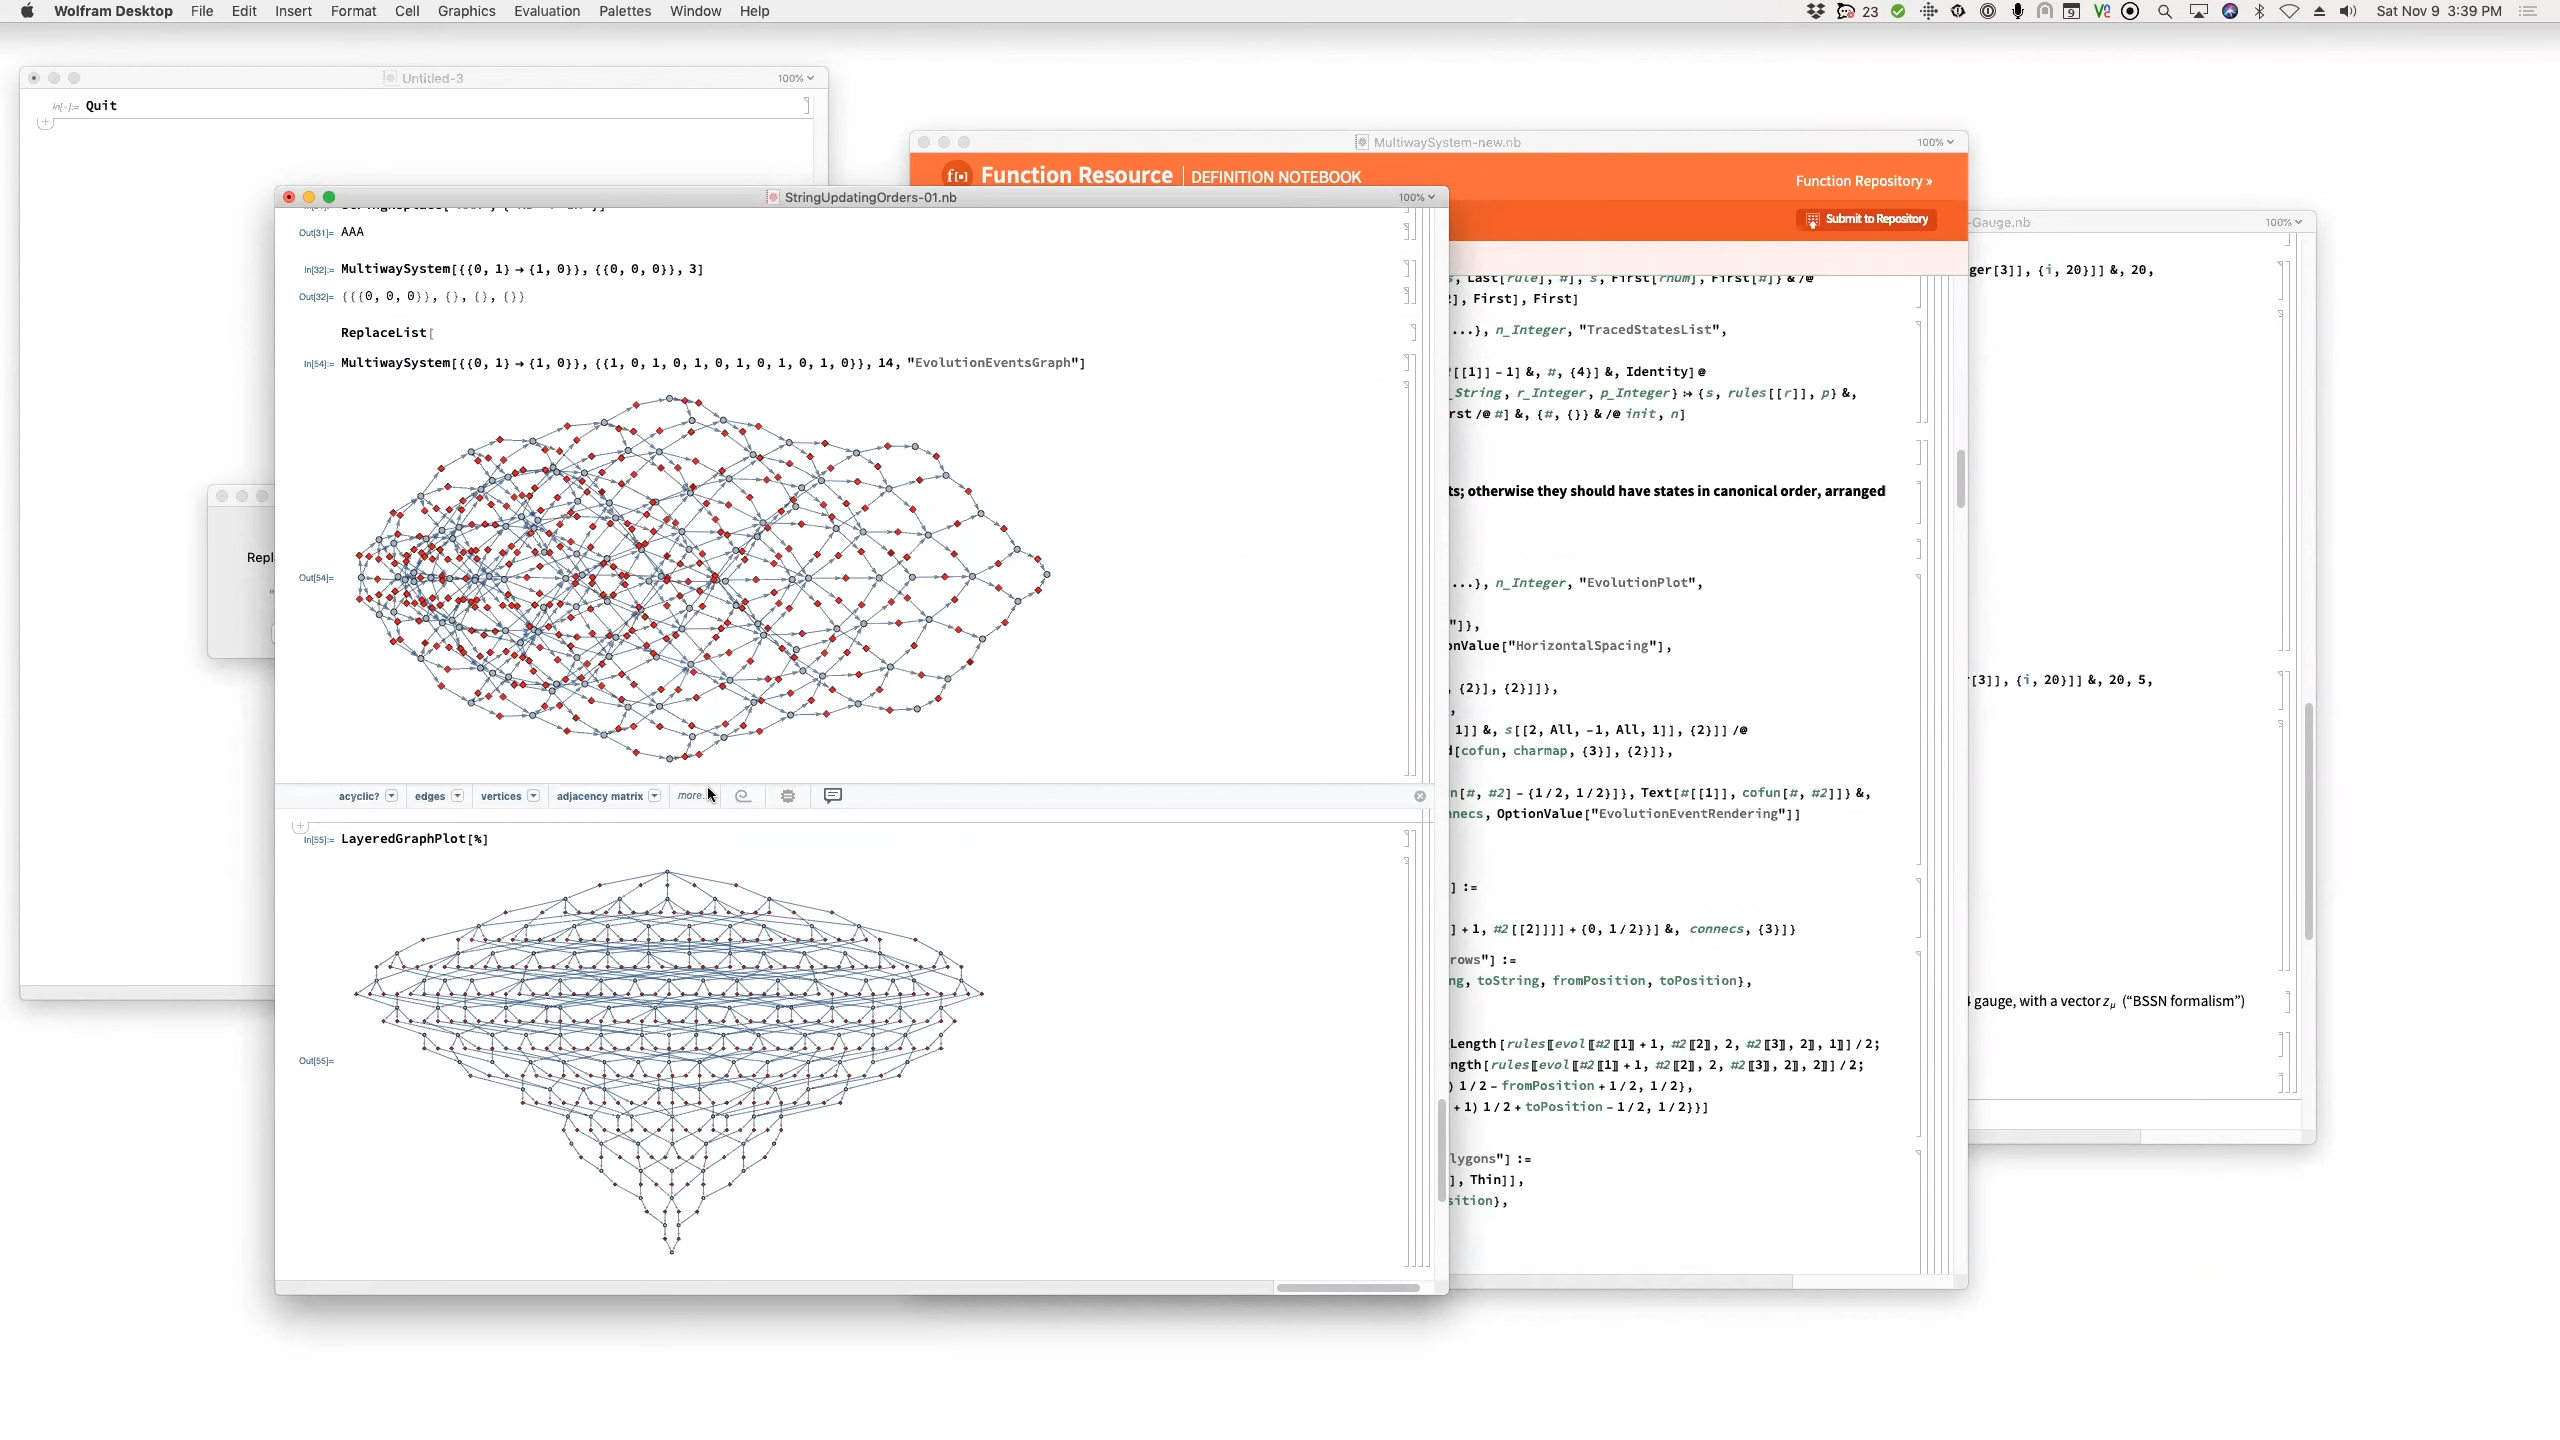 Wolfram Desktop File Edit Insert Format Cell Graphics Evaluation Palettes Window Help
23
Sat Nov 9 3:39 PM
Untitled-3
100%
In[-]:= Quit
MultiwaySystem-new.nb
100%
Function Resource | DEFINITION NOTEBOOK
Function Repository »
Submit to Repository
StringUpdatingOrders-01.nb
100%
Out[31]= AAA
In[32]:= MultiwaySystem[{{0, 1} → {1, 0}}, {{0, 0, 0}}, 3]
Out[32]= {{{0, 0, 0}}, {}, {}, {}}
ReplaceList[
In[54]:= MultiwaySystem[{{0, 1} → {1, 0}}, {{1, 0, 1, 0, 1, 0, 1, 0, 1, 0, 1, 0}}, 14, "EvolutionEventsGraph"]
Out[54]=
acyclic? edges vertices adjacency matrix more...
In[55]:= LayeredGraphPlot[%]
Out[55]=
Repl
s, Last[rule], #], s, First[rnum], First[#]} & /@
], First], First]
...}, n_Integer, "TracedStatesList",
[[1]] - 1] &, #, {4}] &, Identity] @
_String, r_Integer, p_Integer} ⧴ {s, rules[[r]], p} &,
rst /@ #] &, {#, {}} & /@ init, n]
ts; otherwise they should have states in canonical order, arranged
...}, n_Integer, "EvolutionPlot",
"]},
onValue["HorizontalSpacing"],
, {2}], {2}]]},
,
1]] &, s[[2, All, -1, All, 1]], {2}]] /@
[cofun, charmap, {3}], {2}]},
n[#, #2] - {1/2, 1/2}]}, Text[#[[1]], cofun[#, #2]]} &,
nnecs, OptionValue["EvolutionEventRendering"]]
] :=
] + 1, #2[[2]]]] + {0, 1/2}}] &, connecs, {3}]}
rows"] :=
ng, toString, fromPosition, toPosition},
Length[rules〚evol〚#2〚1〛 + 1, #2〚2〛, 2, #2〚3〛, 2〛, 1〛] / 2;
ngth[rules〚evol〚#2〚1〛 + 1, #2〚2〛, 2, #2〚3〛, 2〛, 2〛] / 2;
) 1/2 - fromPosition + 1/2, 1/2},
+ 1) 1/2 + toPosition - 1/2, 1/2}}]
lygons"] :=
], Thin]],
sition},
-Gauge.nb
100%
ger[3]], {i, 20}]] &, 20,
[3]], {i, 20}]] &, 20, 5,
gauge, with a vector zμ (“BSSN formalism”)